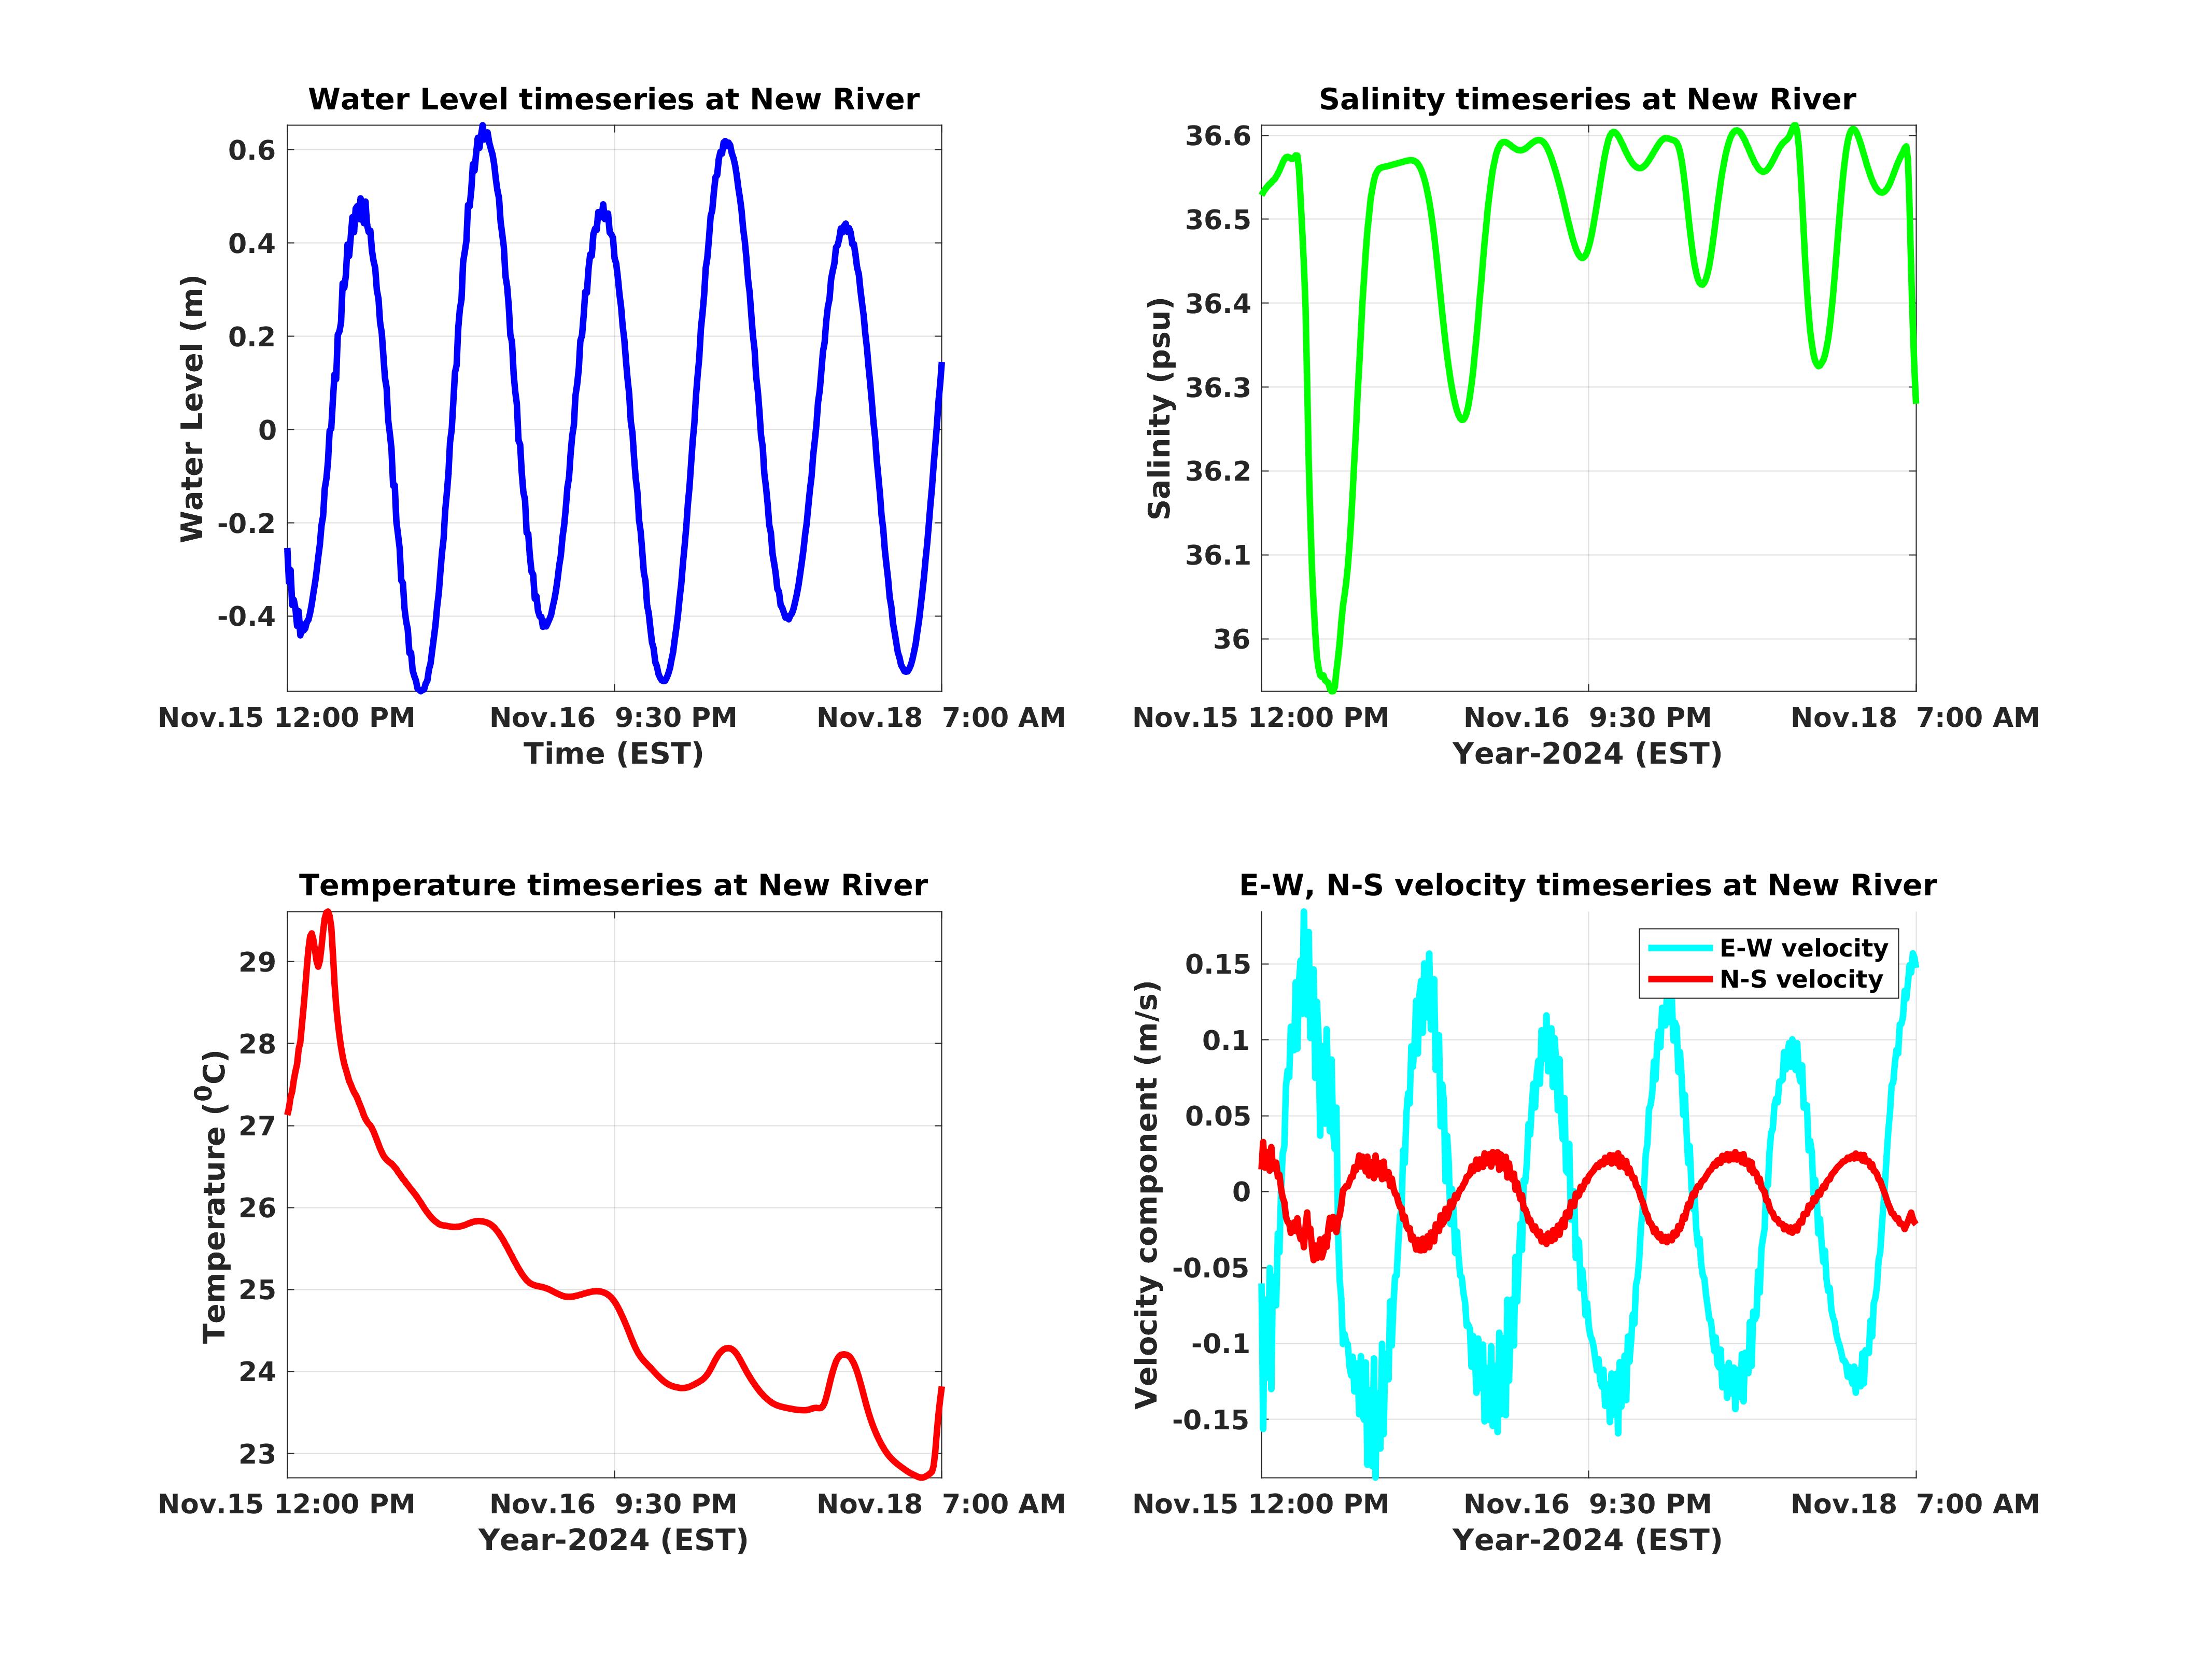 Water Level timeseries at New River
Water Level (m)
0.6
0.4
0.2
0
-0.2
-0.4
Nov.15 12:00 PM
Nov.16 9:30 PM
Nov.18 7:00 AM
Time (EST)
Salinity timeseries at New River
Salinity (psu)
36.6
36.5
36.4
36.3
36.2
36.1
36
Nov.15 12:00 PM
Nov.16 9:30 PM
Nov.18 7:00 AM
Year-2024 (EST)
Temperature timeseries at New River
Temperature (⁰C)
29
28
27
26
25
24
23
Nov.15 12:00 PM
Nov.16 9:30 PM
Nov.18 7:00 AM
Year-2024 (EST)
E-W, N-S velocity timeseries at New River
Velocity component (m/s)
0.15
0.1
0.05
0
-0.05
-0.1
-0.15
E-W velocity
N-S velocity
Nov.15 12:00 PM
Nov.16 9:30 PM
Nov.18 7:00 AM
Year-2024 (EST)